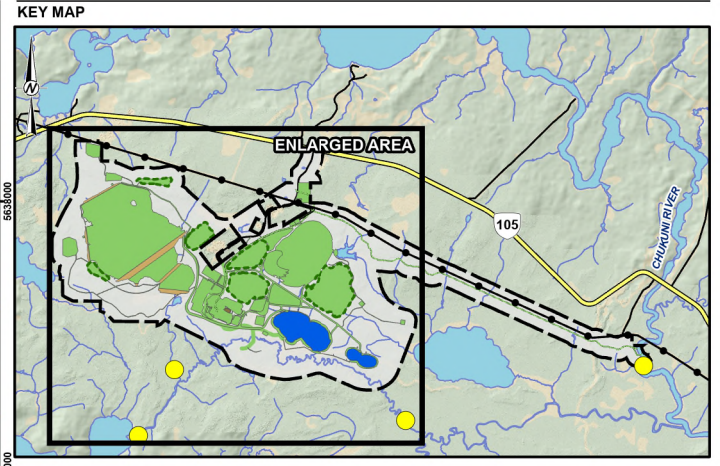 KEY MAP
N
ENLARGED AREA
5638000
105
CHUKUNI RIVER